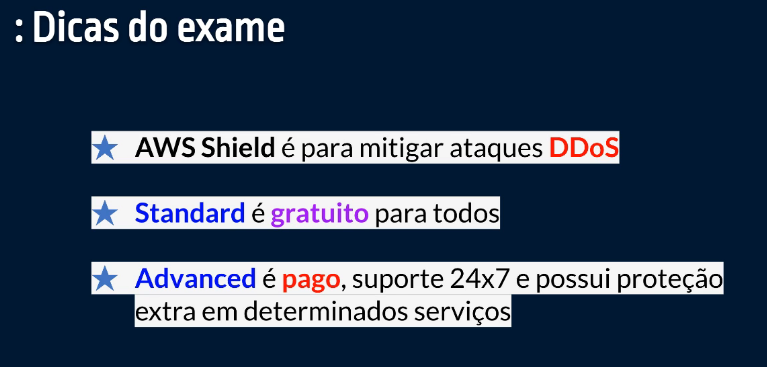 : Dicas do exame
AWS Shield é para mitigar ataques DDoS
Standard é gratuito para todos
Advanced é pago, suporte 24x7 e possui proteção
extra em determinados serviços